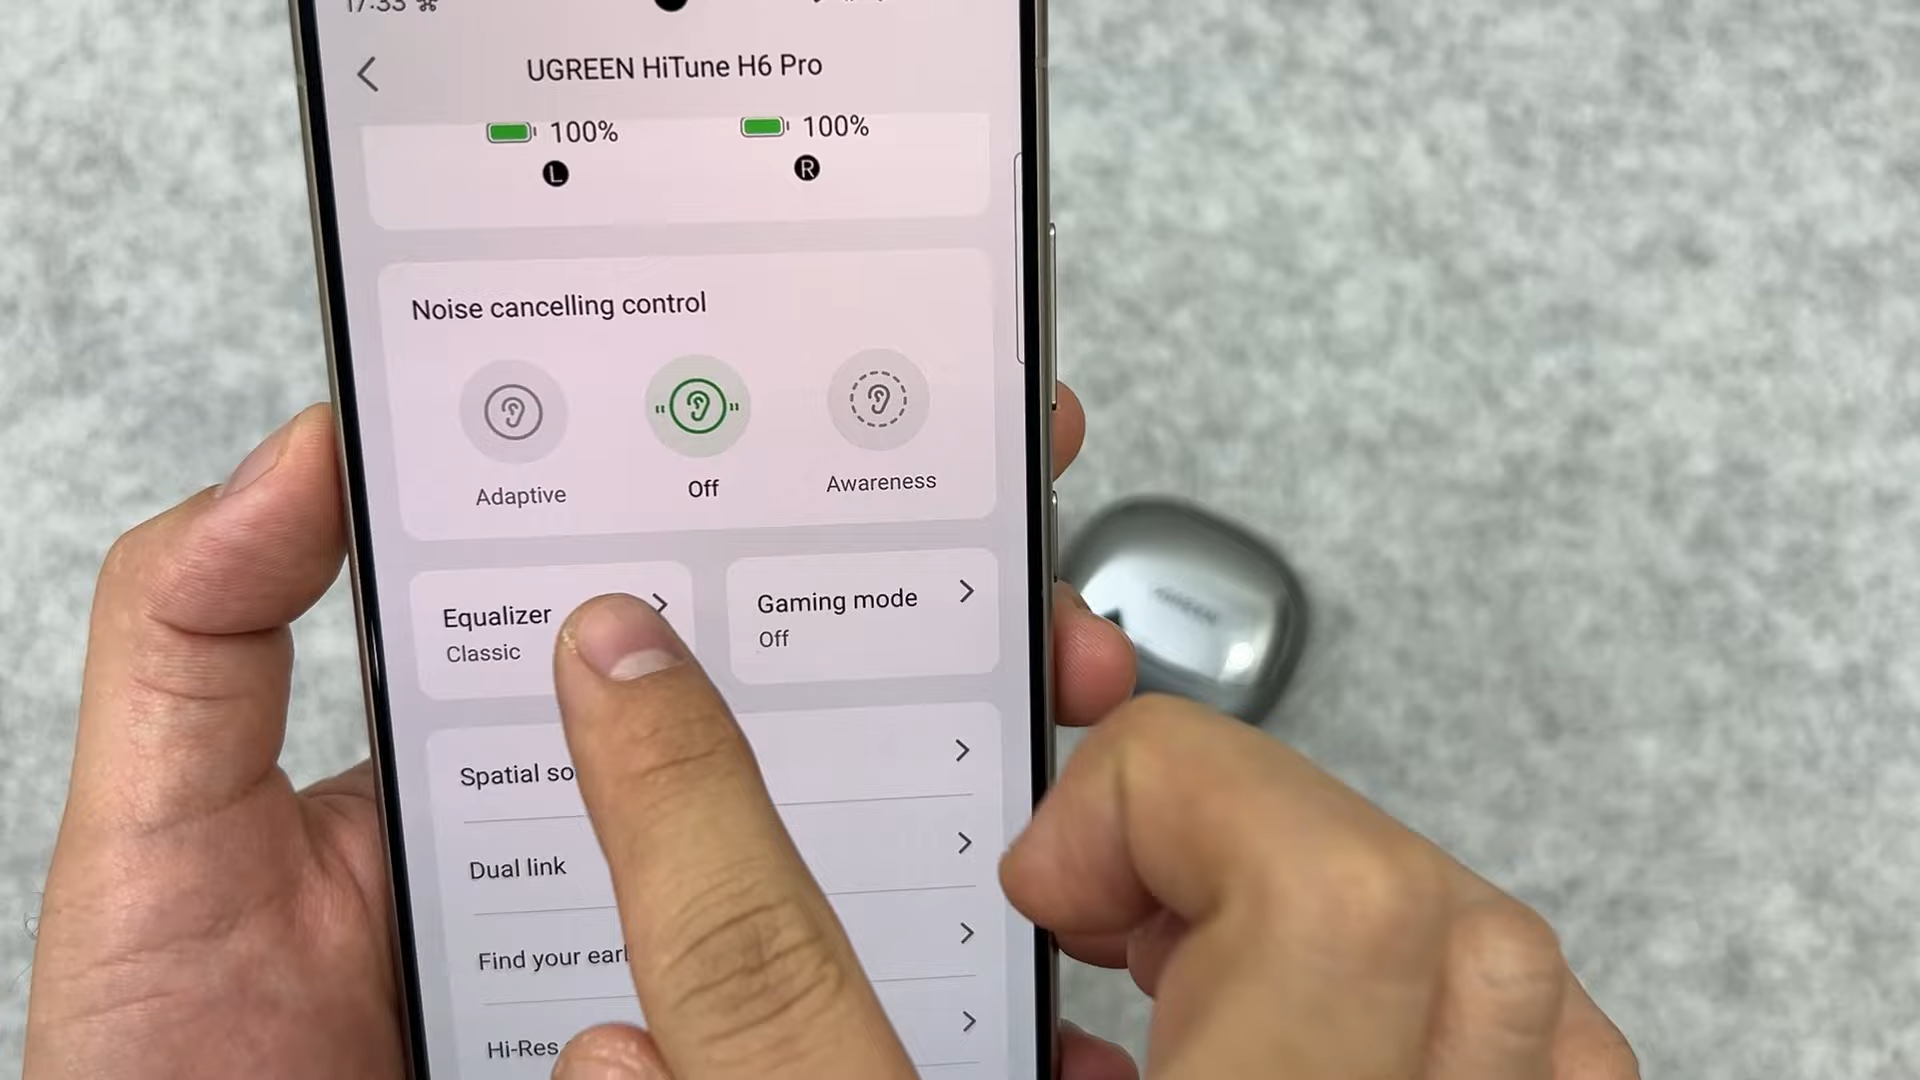 17:33 ⌘
UGREEN HiTune H6 Pro
100% 100%
L R
Noise cancelling control
Adaptive Off Awareness
Equalizer
Classic
Gaming mode
Off
Spatial so
Dual link
Find your earl
Hi-Res